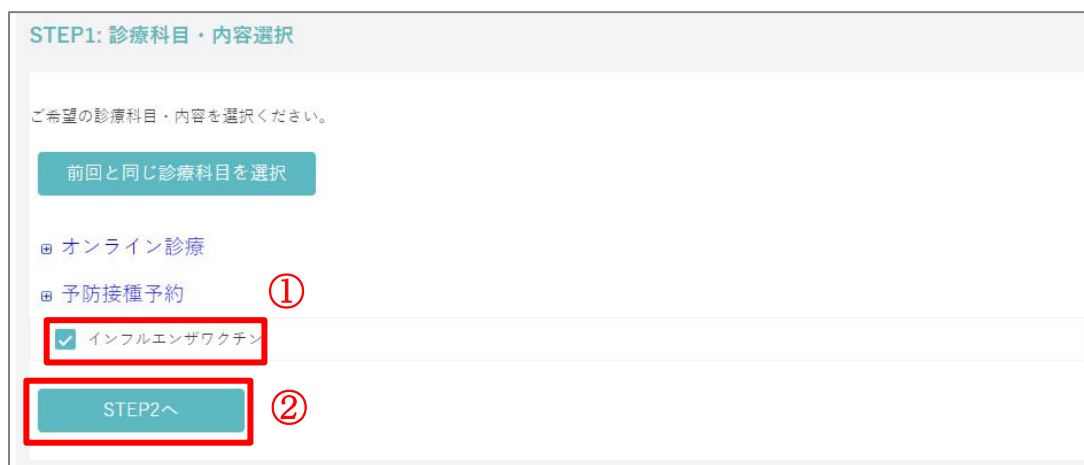 STEP1: 診療科目・内容選択
ご希望の診療科目・内容を選択ください。
前回と同じ診療科目を選択
オンライン診療
予防接種予約
①
インフルエンザワクチン
STEP2へ
②